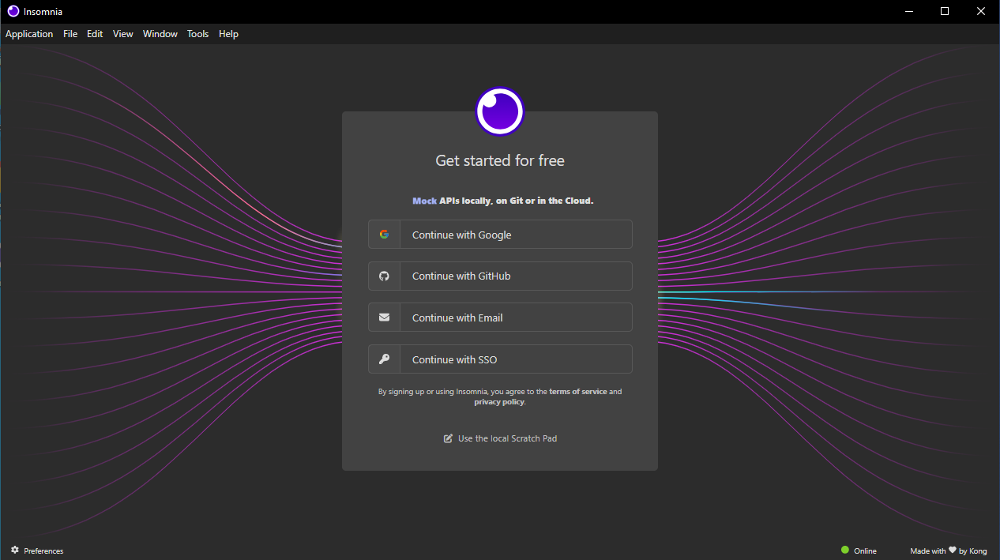 Insomnia
Application File Edit View Window Tools Help
Get started for free
Mock APIs locally, on Git or in the Cloud.
Continue with Google
Continue with GitHub
Continue with Email
Continue with SSO
By signing up or using Insomnia, you agree to the terms of service and
privacy policy.
Use the local Scratch Pad
Preferences
Online
Made with ♥ by Kong